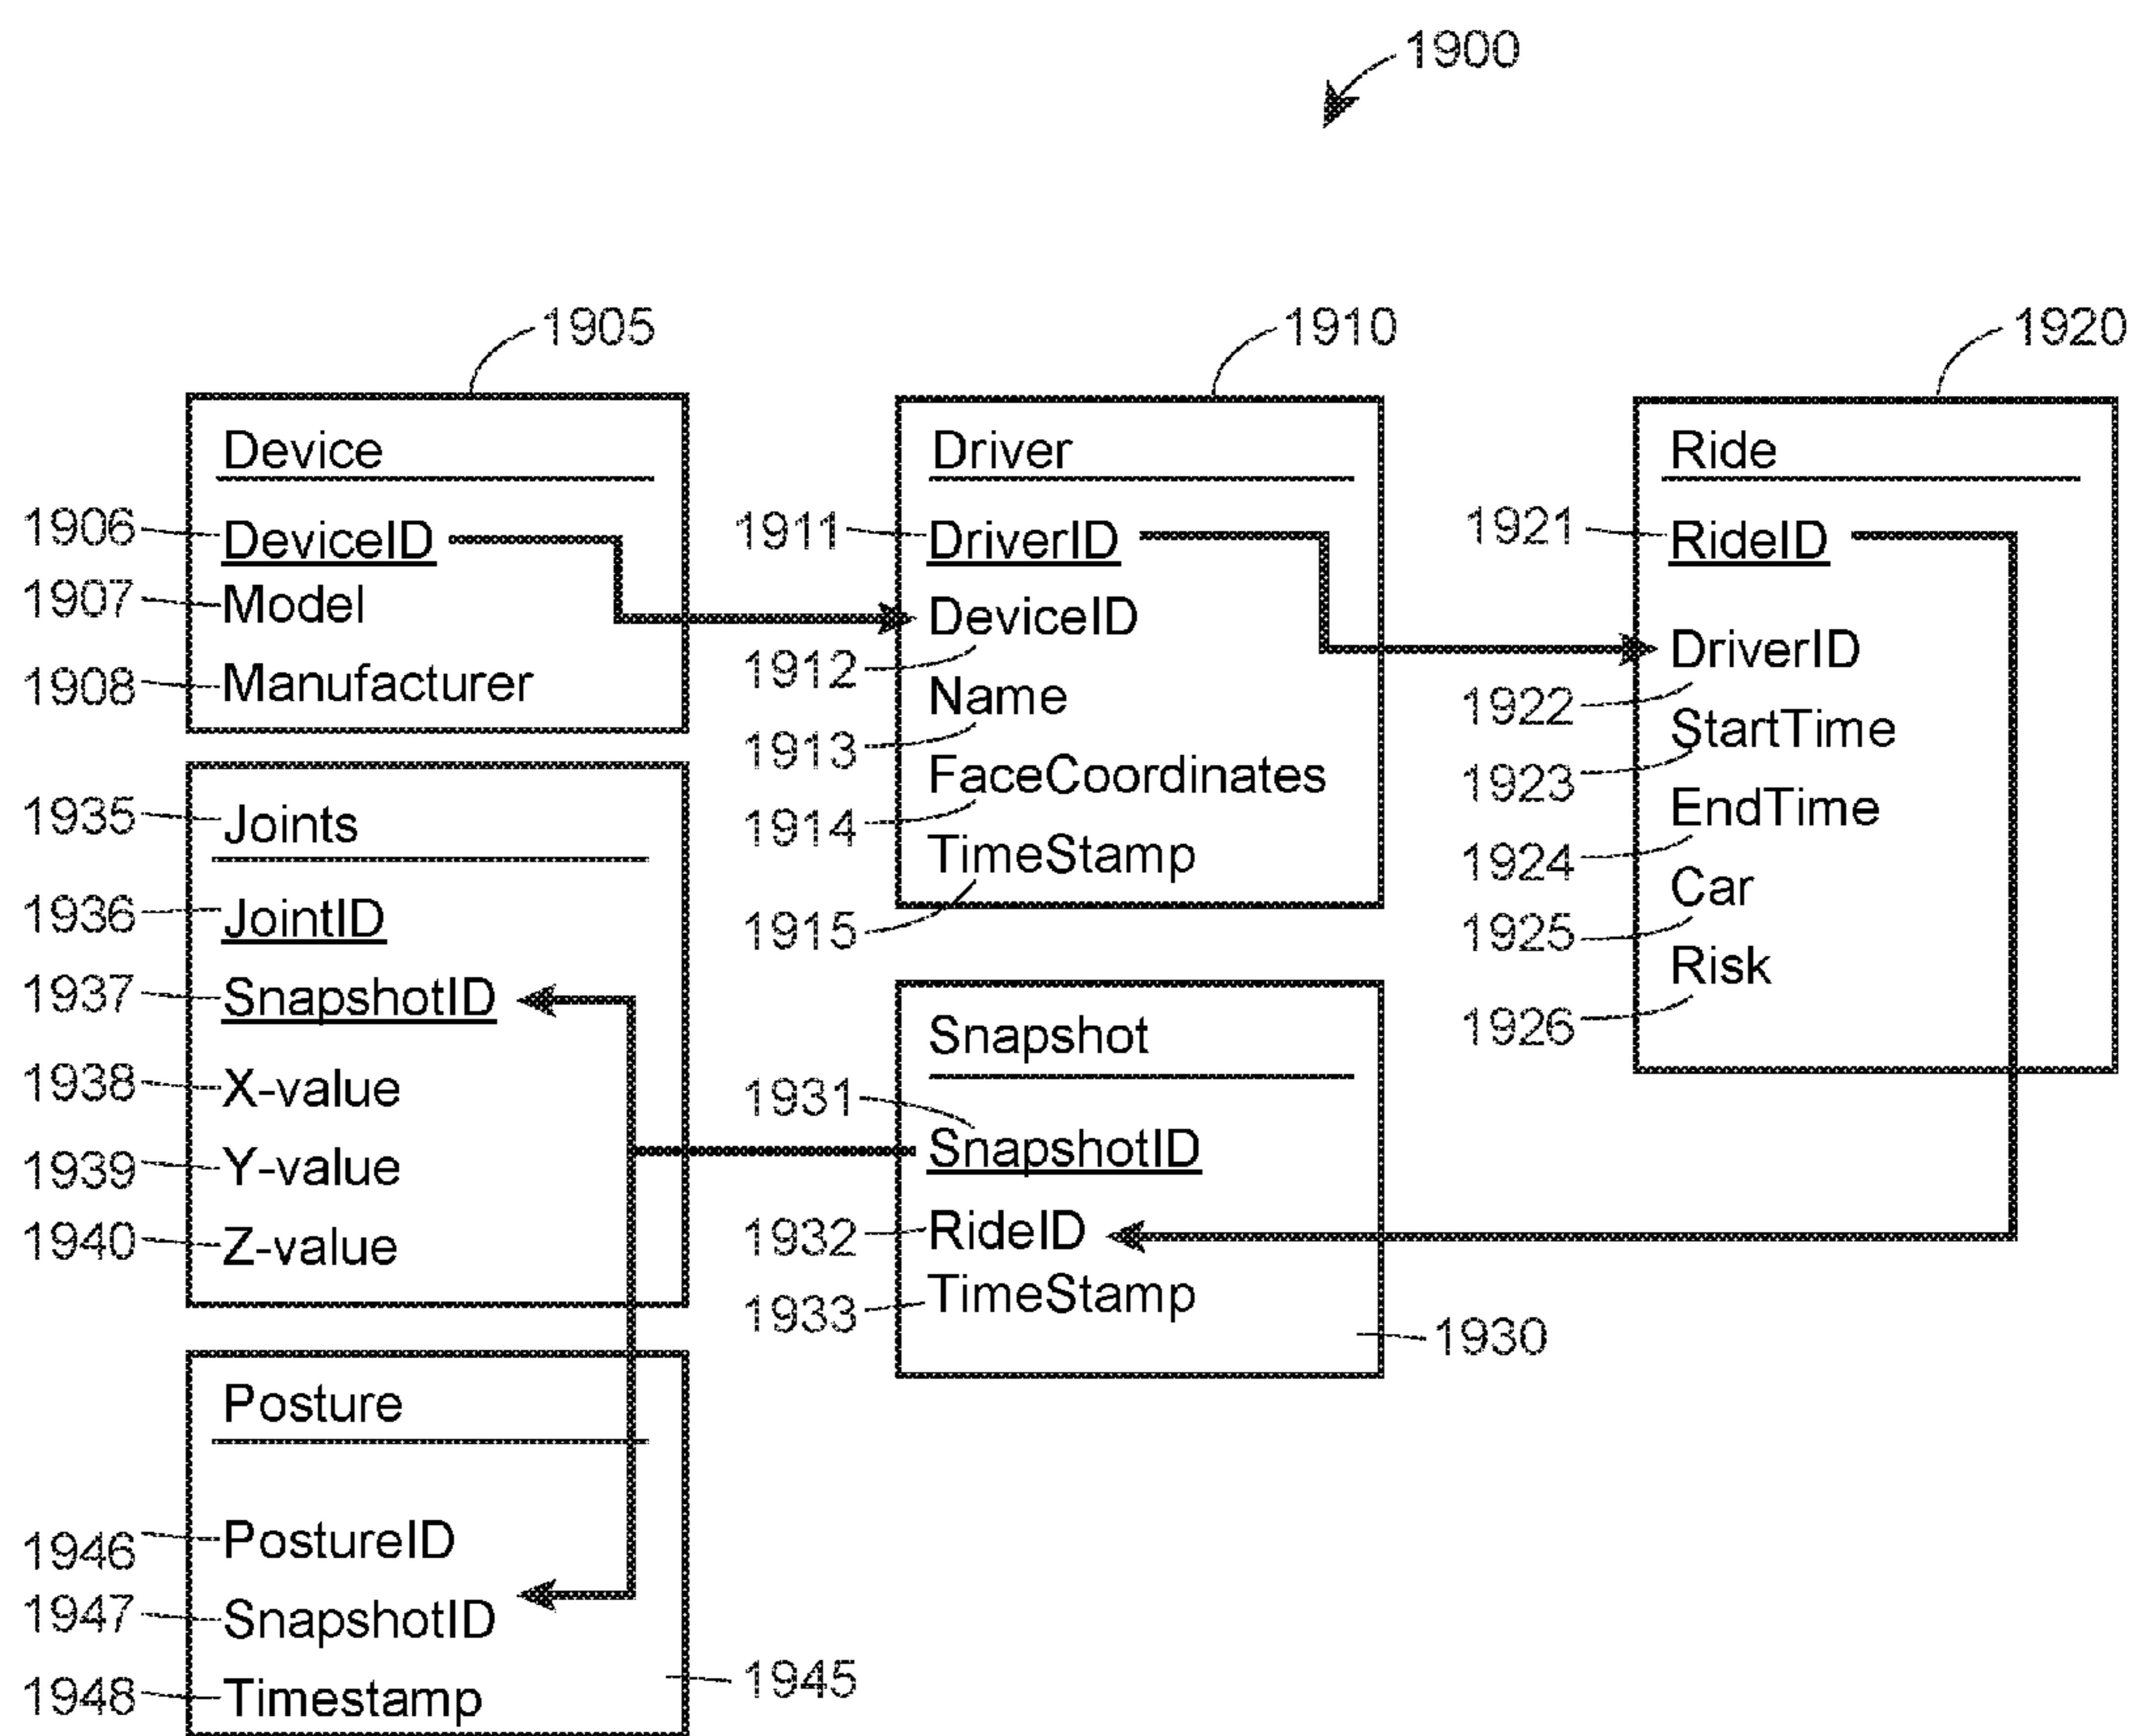 1900
1905
Device
1906 DeviceID
1907 Model
1908 Manufacturer
1910
Driver
1911 DriverID
DeviceID
1912
Name
1913
FaceCoordinates
1914
TimeStamp
1915
1920
Ride
1921 RideID
DriverID
1922
StartTime
1923
EndTime
1924
Car
1925
Risk
1926
1935 Joints
1936 JointID
1937 SnapshotID
1938 X-value
1939 Y-value
1940 Z-value
Snapshot
1931
SnapshotID
1932 RideID
1933 TimeStamp
1930
Posture
1946 PostureID
1947 SnapshotID
1948 Timestamp
1945